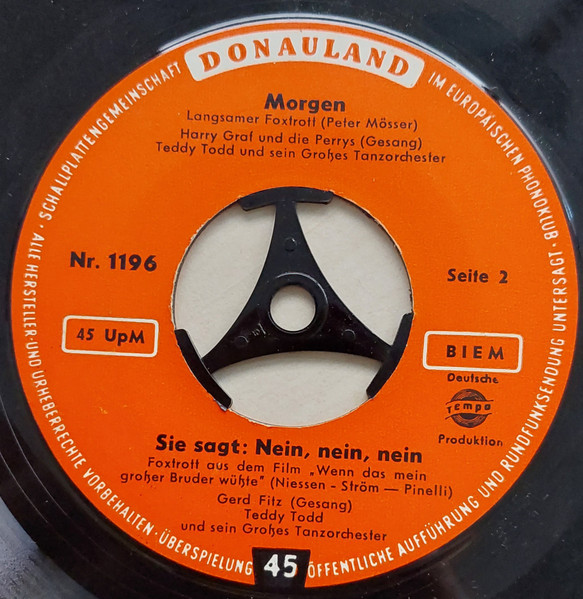 DONAULAND
SCHALLPLATTENGEMEINSCHAFT
IM EUROPÄISCHEN PHONOKLUB
Morgen
Langsamer Foxtrott (Peter Mösser)
Harry Graf und die Perrys (Gesang)
Teddy Todd und sein Großes Tanzorchester
Nr. 1196
Seite 2
45 UpM
BIEM
Deutsche
Tempo
Produktion
Sie sagt: Nein, nein, nein
Foxtrott aus dem Film „Wenn das mein
großer Bruder wüßte" (Niessen - Ström — Pinelli)
Gerd Fitz (Gesang)
Teddy Todd
und sein Großes Tanzorchester
· ALLE HERSTELLER- UND URHEBERRECHTE VORBEHALTEN · ÜBERSPIELUNG
45
ÖFFENTLICHE AUFFÜHRUNG UND RUNDFUNKSENDUNG UNTERSAGT ·